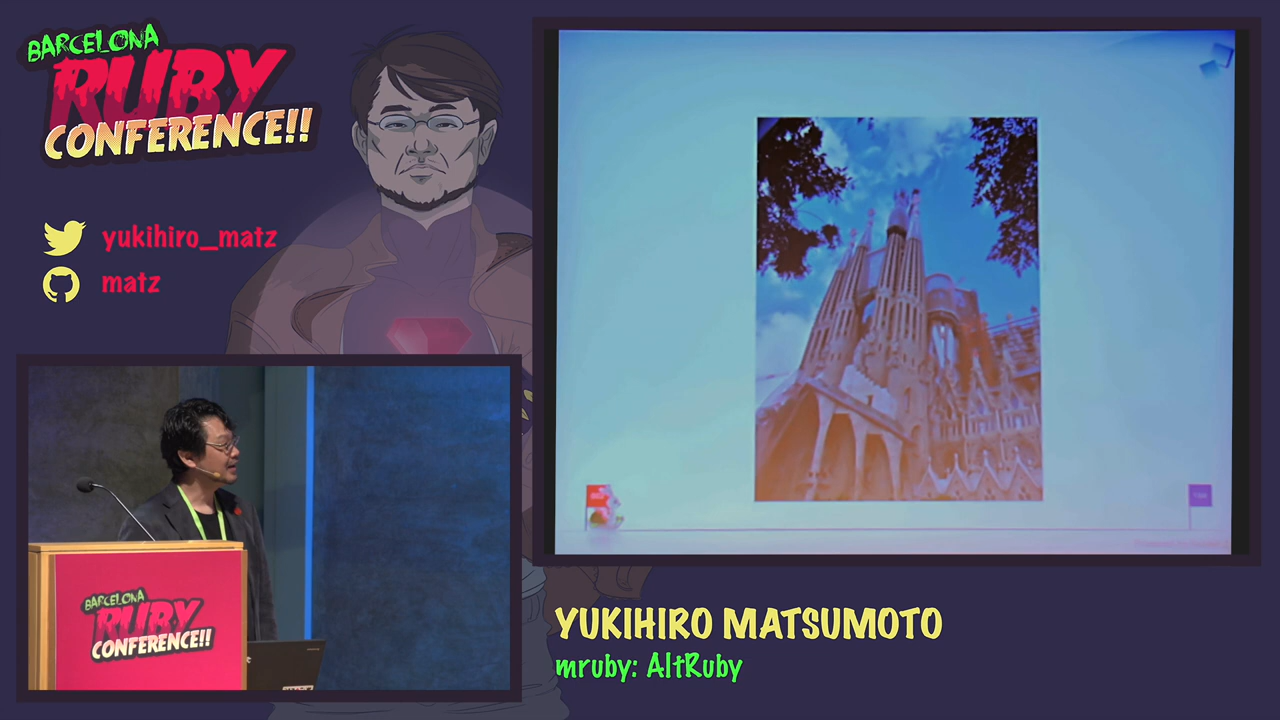 BARCELONA
RUBY
CONFERENCE!!
yukihiro_matz
matz
BARCELONA
RUBY
CONFERENCE!!
YUKIHIRO MATSUMOTO
mruby: AltRuby